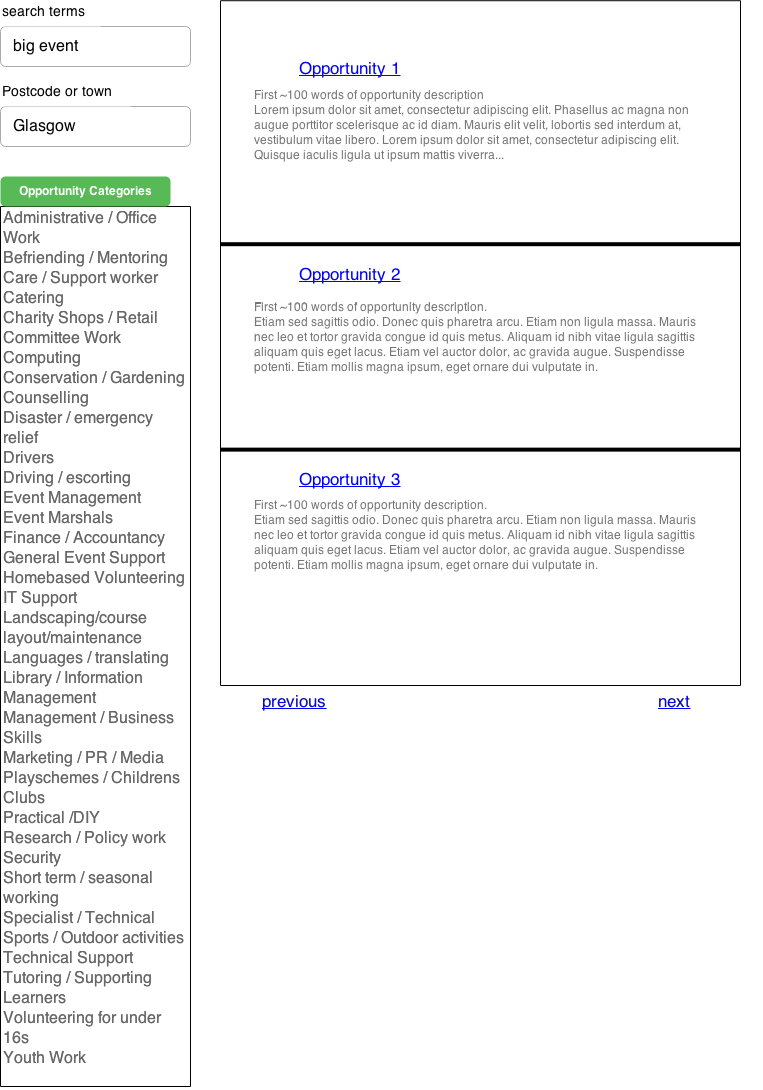 search terms
big event
Postcode or town
Glasgow
Opportunity Categories
Administrative / Office
Work
Befriending / Mentoring
Care / Support worker
Catering
Charity Shops / Retail
Committee Work
Computing
Conservation / Gardening
Counselling
Disaster / emergency
relief
Drivers
Driving / escorting
Event Management
Event Marshals
Finance / Accountancy
General Event Support
Homebased Volunteering
IT Support
Landscaping/course
layout/maintenance
Languages / translating
Library / Information
Management
Management / Business
Skills
Marketing / PR / Media
Playschemes / Childrens
Clubs
Practical /DIY
Research / Policy work
Security
Short term / seasonal
working
Specialist / Technical
Sports / Outdoor activities
Technical Support
Tutoring / Supporting
Learners
Volunteering for under
16s
Youth Work
Opportunity 1
First ~100 words of opportunity description
Lorem ipsum dolor sit amet, consectetur adipiscing elit. Phasellus ac magna non
augue porttitor scelerisque ac id diam. Mauris elit velit, lobortis sed interdum at,
vestibulum vitae libero. Lorem ipsum dolor sit amet, consectetur adipiscing elit.
Quisque iaculis ligula ut ipsum mattis viverra...
Opportunity 2
First ~100 words of opportunity description.
Etiam sed sagittis odio. Donec quis pharetra arcu. Etiam non ligula massa. Mauris
nec leo et tortor gravida congue id quis metus. Aliquam id nibh vitae ligula sagittis
aliquam quis eget lacus. Etiam vel auctor dolor, ac gravida augue. Suspendisse
potenti. Etiam mollis magna ipsum, eget ornare dui vulputate in.
Opportunity 3
First ~100 words of opportunity description.
Etiam sed sagittis odio. Donec quis pharetra arcu. Etiam non ligula massa. Mauris
nec leo et tortor gravida congue id quis metus. Aliquam id nibh vitae ligula sagittis
aliquam quis eget lacus. Etiam vel auctor dolor, ac gravida augue. Suspendisse
potenti. Etiam mollis magna ipsum, eget ornare dui vulputate in.
previous
next